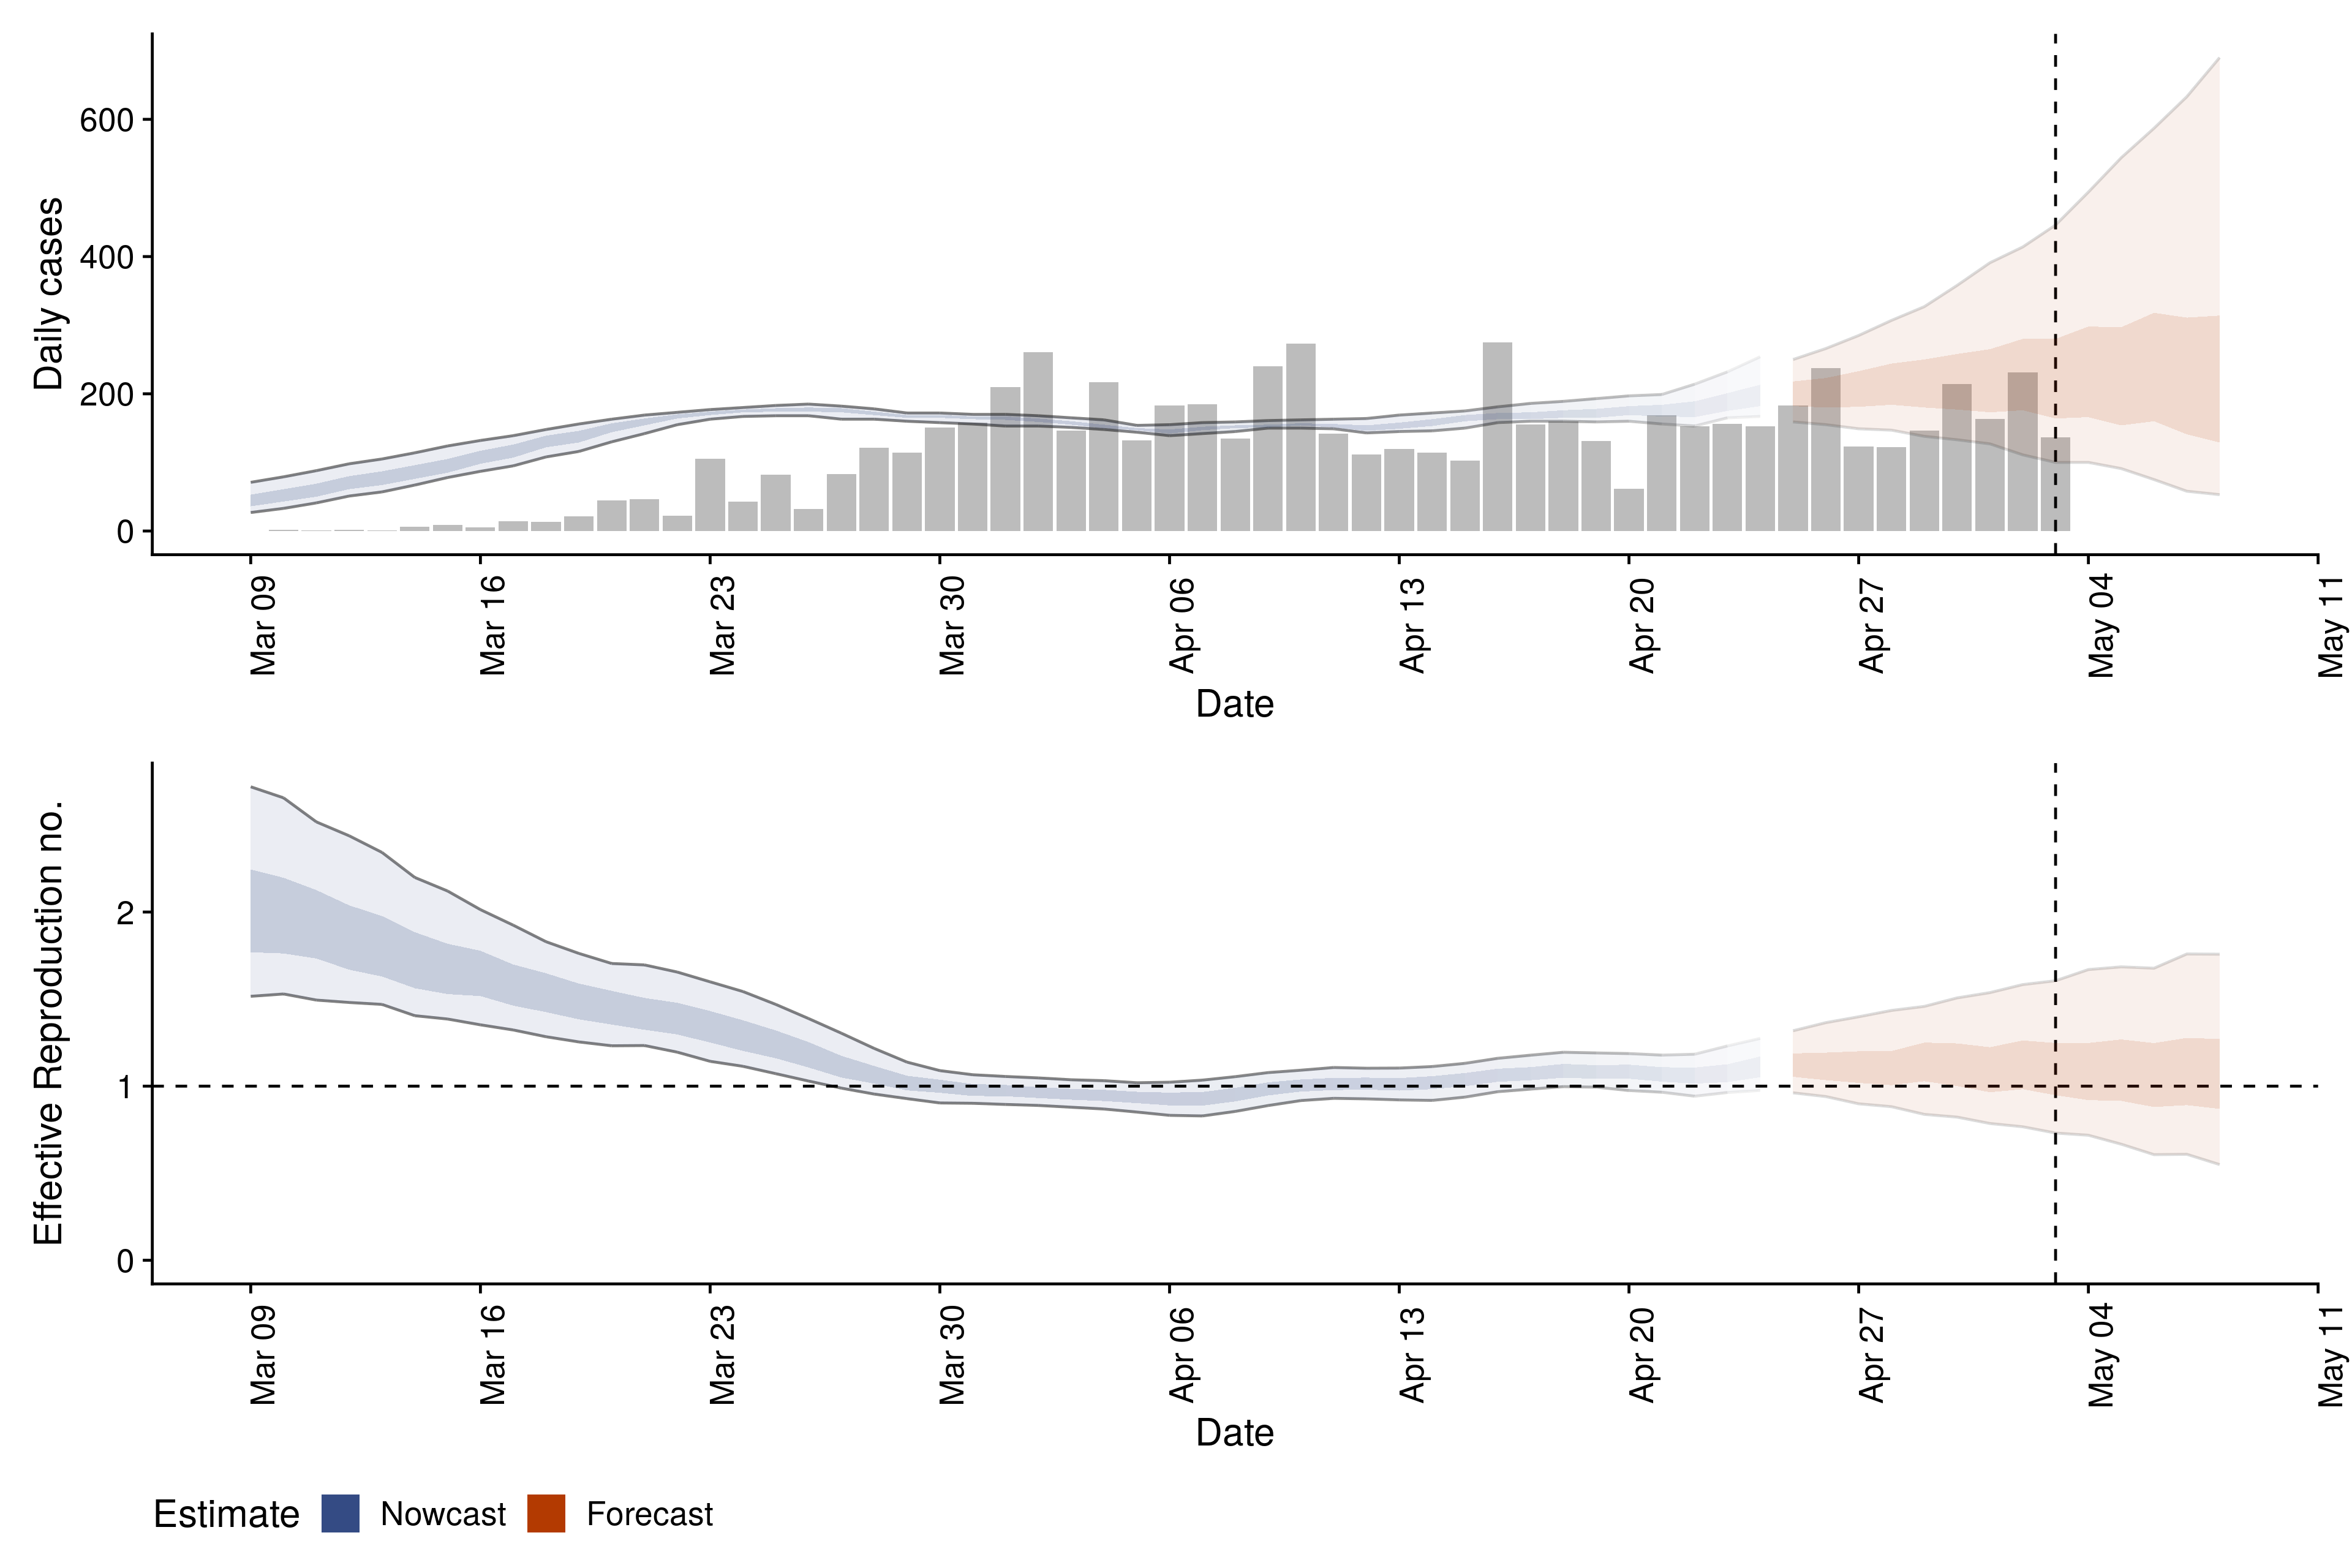 Daily cases
600
400
200
0
Mar 09
Mar 16
Mar 23
Mar 30
Apr 06
Apr 13
Apr 20
Apr 27
May 04
May 11
Date
Effective Reproduction no.
2
1
0
Mar 09
Mar 16
Mar 23
Mar 30
Apr 06
Apr 13
Apr 20
Apr 27
May 04
May 11
Date
Estimate Nowcast Forecast